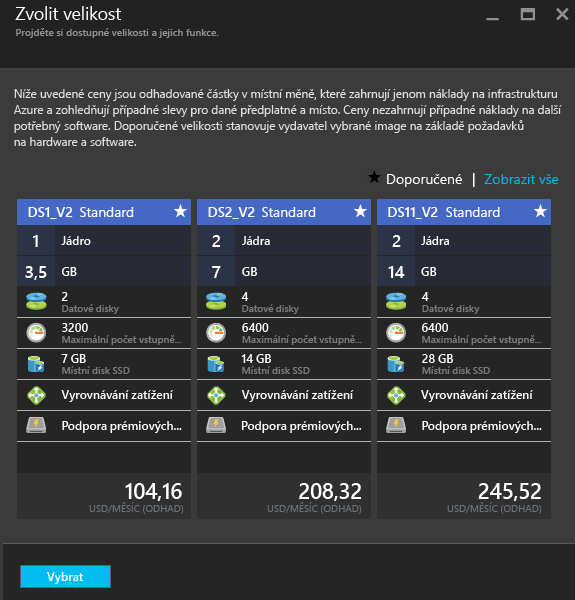 Zvolit velikost
Projděte si dostupné velikosti a jejich funkce.
Níže uvedené ceny jsou odhadované částky v místní měně, které zahrnují jenom náklady na infrastrukturu
Azure a zohledňují případné slevy pro dané předplatné a místo. Ceny nezahrnují případné náklady na další
potřebný software. Doporučené velikosti stanovuje vydavatel vybrané image na základě požadavků
na hardware a software.
★ Doporučené | Zobrazit vše
DS1_V2 Standard ★
1 Jádro
3,5 GB
2
Datové disky
3200
Maximální počet vstupně...
7 GB
Místní disk SSD
Vyrovnávání zatížení
Podpora prémiových...
104,16
USD/MĚSÍC (ODHAD)
DS2_V2 Standard ★
2 Jádra
7 GB
4
Datové disky
6400
Maximální počet vstupně...
14 GB
Místní disk SSD
Vyrovnávání zatížení
Podpora prémiových...
208,32
USD/MĚSÍC (ODHAD)
DS11_V2 Standard ★
2 Jádra
14 GB
4
Datové disky
6400
Maximální počet vstupně...
28 GB
Místní disk SSD
Vyrovnávání zatížení
Podpora prémiových...
245,52
USD/MĚSÍC (ODHAD)
Vybrat